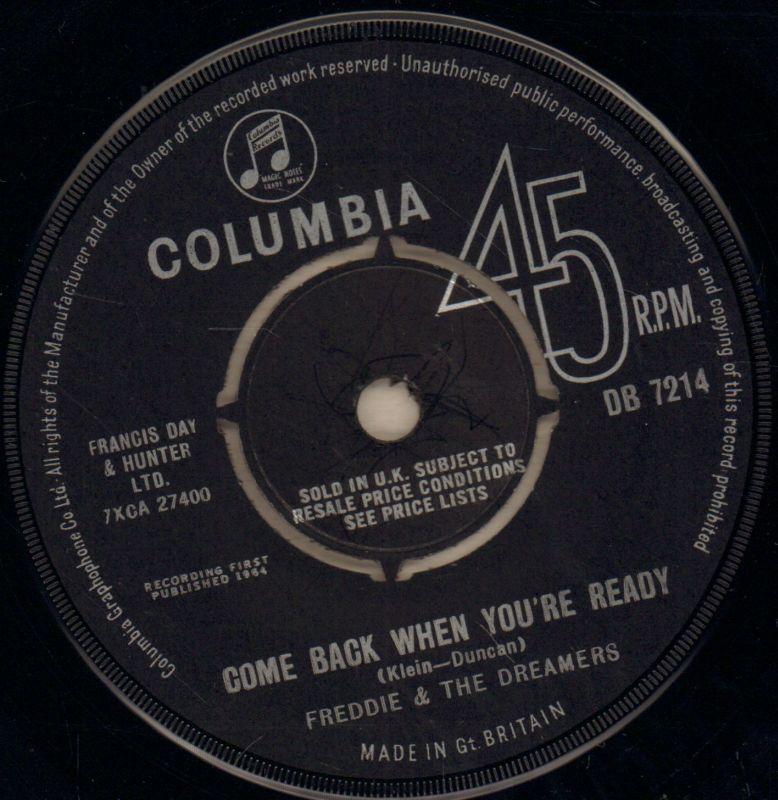 Columbia Graphophone Co Ltd · All rights of the Manufacturer and of the Owner of the recorded work reserved · Unauthorised public performance broadcasting and copying of this record prohibited
Columbia
Records
MAGIC NOTES
TRADE MARK
COLUMBIA
45
R.P.M.
DB 7214
FRANCIS DAY
& HUNTER
LTD.
7XCA 27400
SOLD IN U.K. SUBJECT TO
RESALE PRICE CONDITIONS
SEE PRICE LISTS
RECORDING FIRST
PUBLISHED 1964
COME BACK WHEN YOU'RE READY
(Klein—Duncan)
FREDDIE & THE DREAMERS
MADE IN Gt. BRITAIN